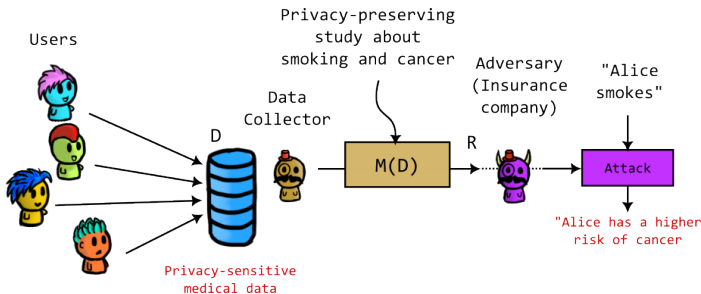 Users
Privacy-preserving
study about
smoking and cancer
Data
Collector
Adversary
(Insurance
company)
"Alice
smokes"
D
M(D)
R
Attack
"Alice has a higher
risk of cancer
Privacy-sensitive
medical data